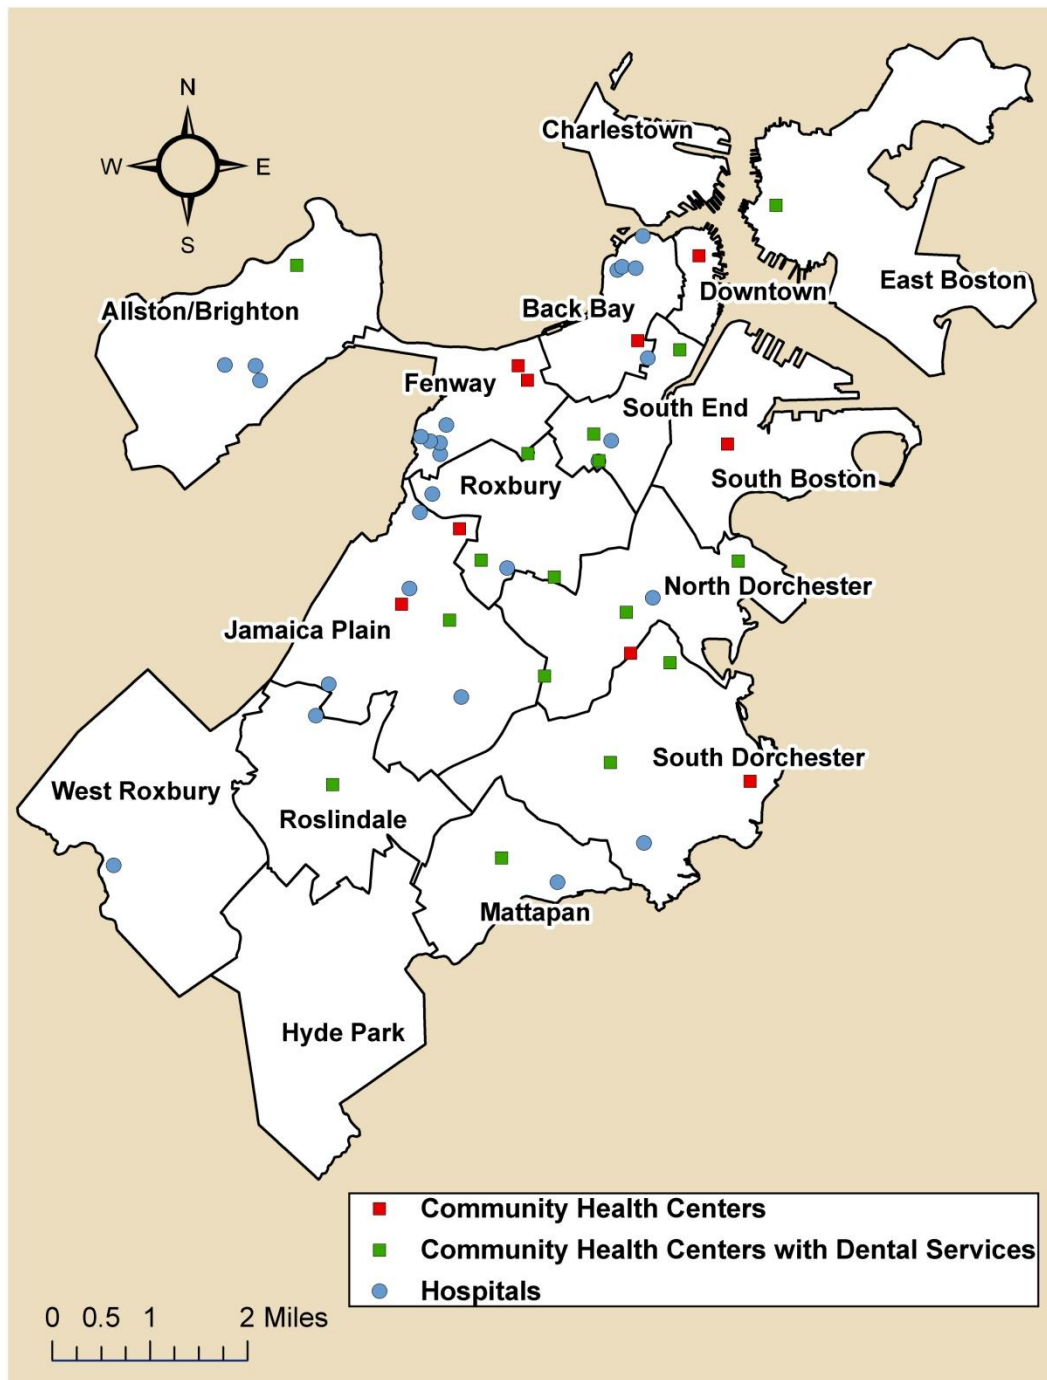 N
W
E
S
Charlestown
East Boston
Downtown
Allston/Brighton
Back Bay
Fenway
South End
South Boston
Roxbury
North Dorchester
Jamaica Plain
South Dorchester
West Roxbury
Roslindale
Mattapan
Hyde Park
Community Health Centers
Community Health Centers with Dental Services
Hospitals
0 0.5 1 2 Miles